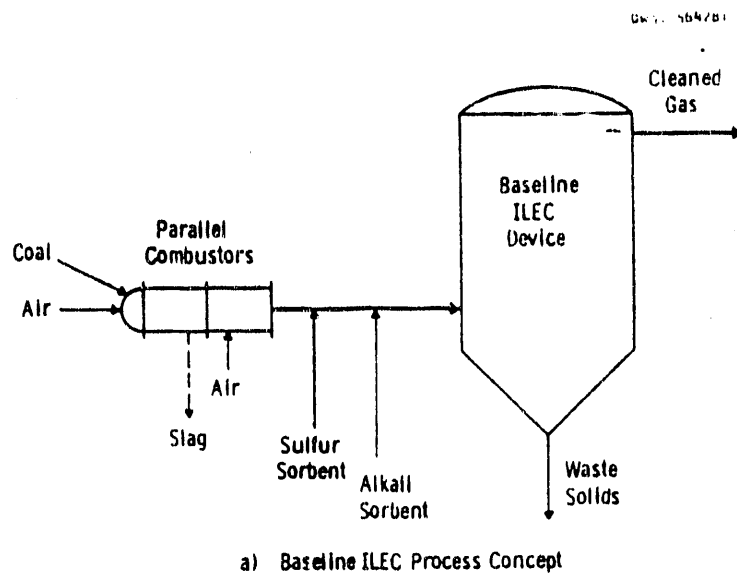 Cleaned
Gas
Baseline
ILEC
Device
Parallel
Combustors
Coal
Air
Air
Slag
Sulfur
Sorbent
Alkali
Sorbent
Waste
Solids
a) Baseline ILEC Process Concept